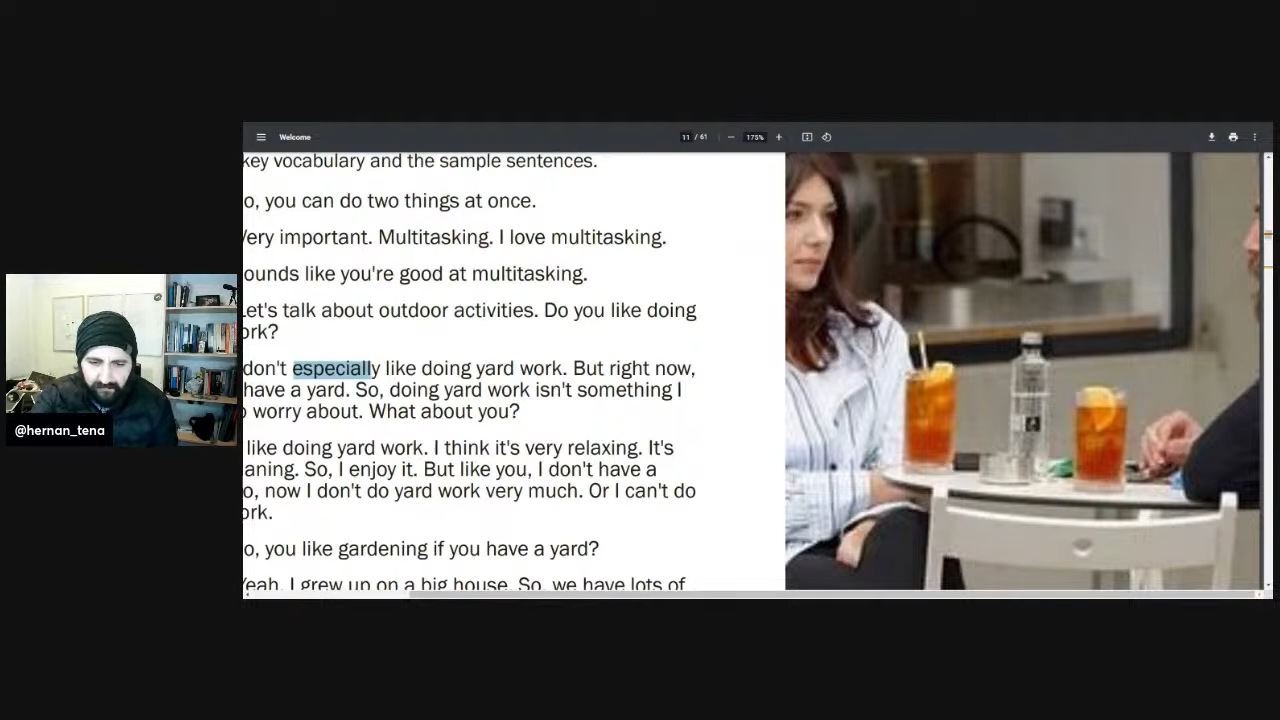 Welcome
11 / 61
175%
key vocabulary and the sample sentences.
o, you can do two things at once.
Very important. Multitasking. I love multitasking.
ounds like you're good at multitasking.
Let's talk about outdoor activities. Do you like doing
ork?
don't especially like doing yard work. But right now,
have a yard. So, doing yard work isn't something I
o worry about. What about you?
like doing yard work. I think it's very relaxing. It's
aning. So, I enjoy it. But like you, I don't have a
o, now I don't do yard work very much. Or I can't do
ork.
o, you like gardening if you have a yard?
Yeah. I grew up on a big house. So, we have lots of
@hernan_tena